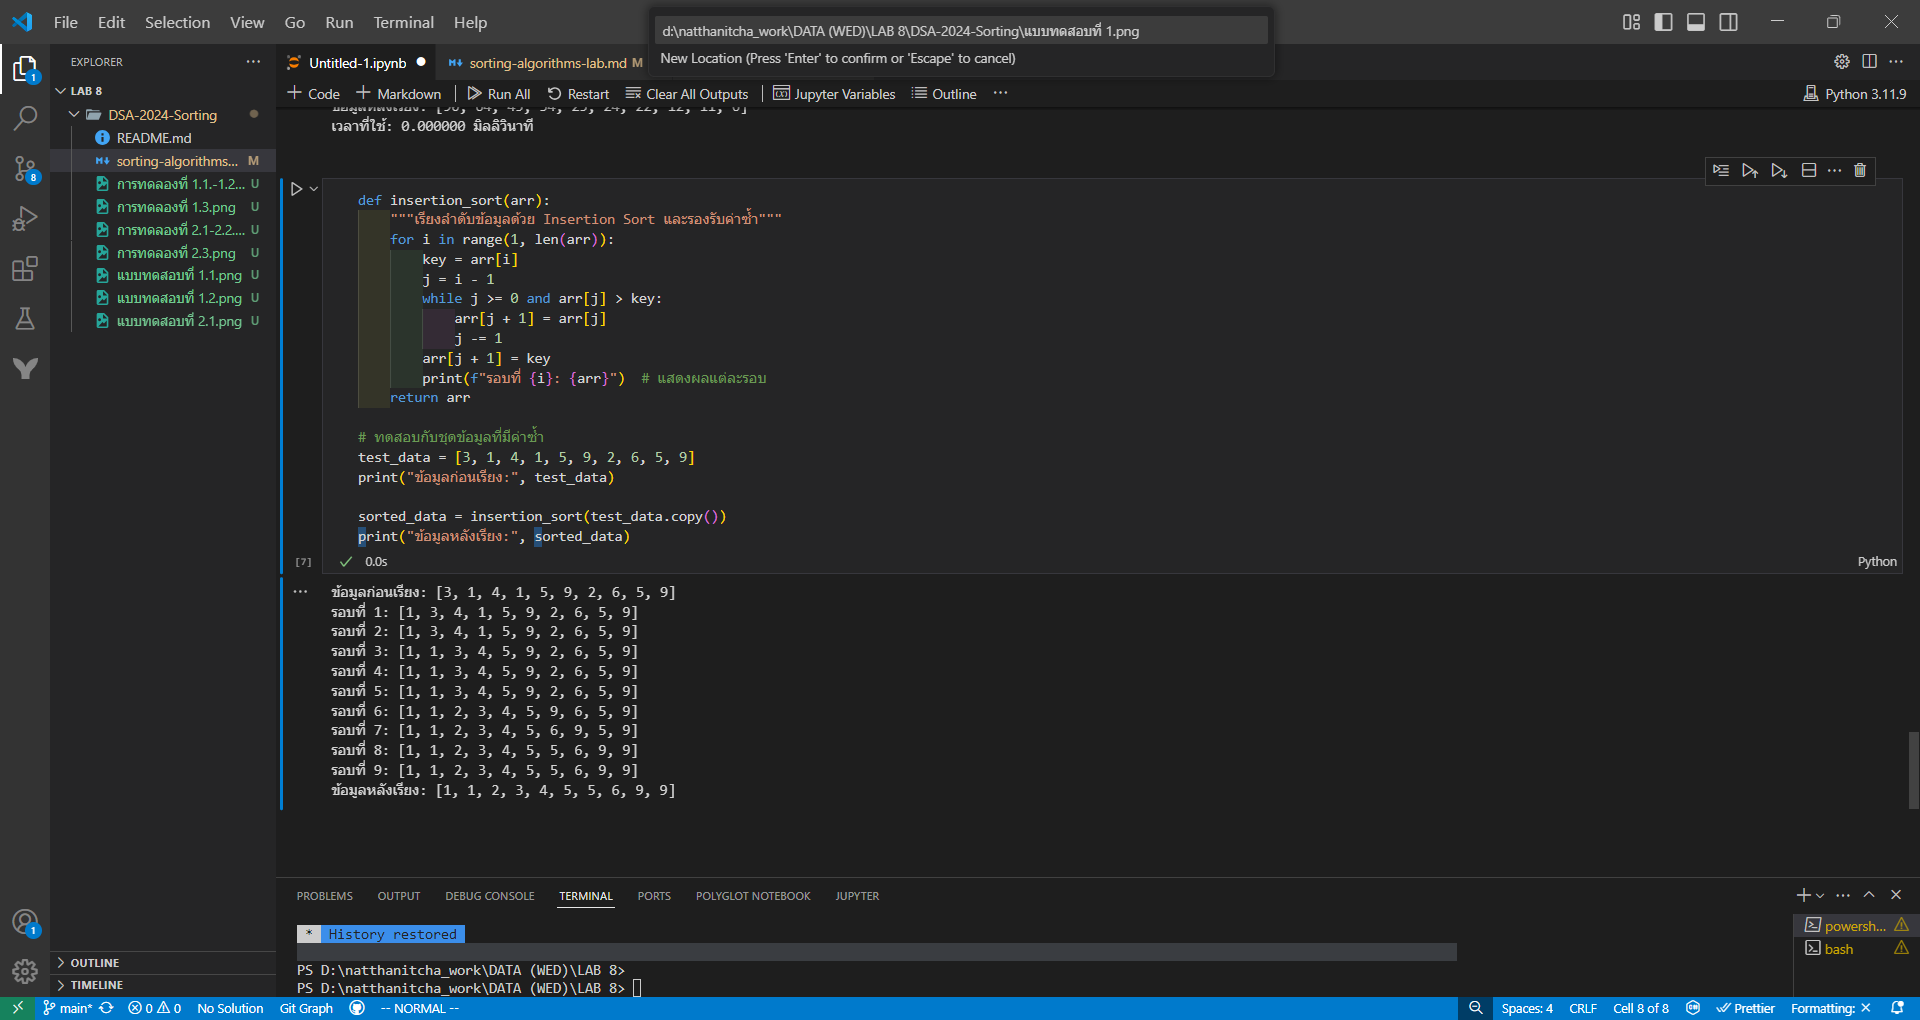 File Edit Selection View Go Run Terminal Help
d:\natthanitcha_work\DATA (WED)\LAB 8\DSA-2024-Sorting\แบบทดสอบที่ 1.png
New Location (Press 'Enter' to confirm or 'Escape' to cancel)
EXPLORER
LAB 8
DSA-2024-Sorting
README.md
sorting-algorithms... M
การทดลองที่ 1.1.-1.2... U
การทดลองที่ 1.3.png U
การทดลองที่ 2.1-2.2.... U
การทดลองที่ 2.3.png U
แบบทดสอบที่ 1.1.png U
แบบทดสอบที่ 1.2.png U
แบบทดสอบที่ 2.1.png U
OUTLINE
TIMELINE
1
8
1
Untitled-1.ipynb
sorting-algorithms-lab.md M
Code Markdown Run All Restart Clear All Outputs Jupyter Variables Outline
Python 3.11.9
เวลาที่ใช้: 0.000000 มิลลิวินาที
def insertion_sort(arr):
"""เรียงลำดับข้อมูลด้วย Insertion Sort และรองรับค่าซ้ำ"""
for i in range(1, len(arr)):
key = arr[i]
j = i - 1
while j >= 0 and arr[j] > key:
arr[j + 1] = arr[j]
j -= 1
arr[j + 1] = key
print(f"รอบที่ {i}: {arr}") # แสดงผลแต่ละรอบ
return arr
# ทดสอบกับชุดข้อมูลที่มีค่าซ้ำ
test_data = [3, 1, 4, 1, 5, 9, 2, 6, 5, 9]
print("ข้อมูลก่อนเรียง:", test_data)
sorted_data = insertion_sort(test_data.copy())
print("ข้อมูลหลังเรียง:", sorted_data)
[7] 0.0s
Python
ข้อมูลก่อนเรียง: [3, 1, 4, 1, 5, 9, 2, 6, 5, 9]
รอบที่ 1: [1, 3, 4, 1, 5, 9, 2, 6, 5, 9]
รอบที่ 2: [1, 3, 4, 1, 5, 9, 2, 6, 5, 9]
รอบที่ 3: [1, 1, 3, 4, 5, 9, 2, 6, 5, 9]
รอบที่ 4: [1, 1, 3, 4, 5, 9, 2, 6, 5, 9]
รอบที่ 5: [1, 1, 3, 4, 5, 9, 2, 6, 5, 9]
รอบที่ 6: [1, 1, 2, 3, 4, 5, 9, 6, 5, 9]
รอบที่ 7: [1, 1, 2, 3, 4, 5, 6, 9, 5, 9]
รอบที่ 8: [1, 1, 2, 3, 4, 5, 5, 6, 9, 9]
รอบที่ 9: [1, 1, 2, 3, 4, 5, 5, 6, 9, 9]
ข้อมูลหลังเรียง: [1, 1, 2, 3, 4, 5, 5, 6, 9, 9]
PROBLEMS OUTPUT DEBUG CONSOLE TERMINAL PORTS POLYGLOT NOTEBOOK JUPYTER
* History restored
PS D:\natthanitcha_work\DATA (WED)\LAB 8>
PS D:\natthanitcha_work\DATA (WED)\LAB 8>
powersh...
bash
main* 0 0 No Solution Git Graph -- NORMAL --
Spaces: 4 CRLF Cell 8 of 8 Prettier Formatting: